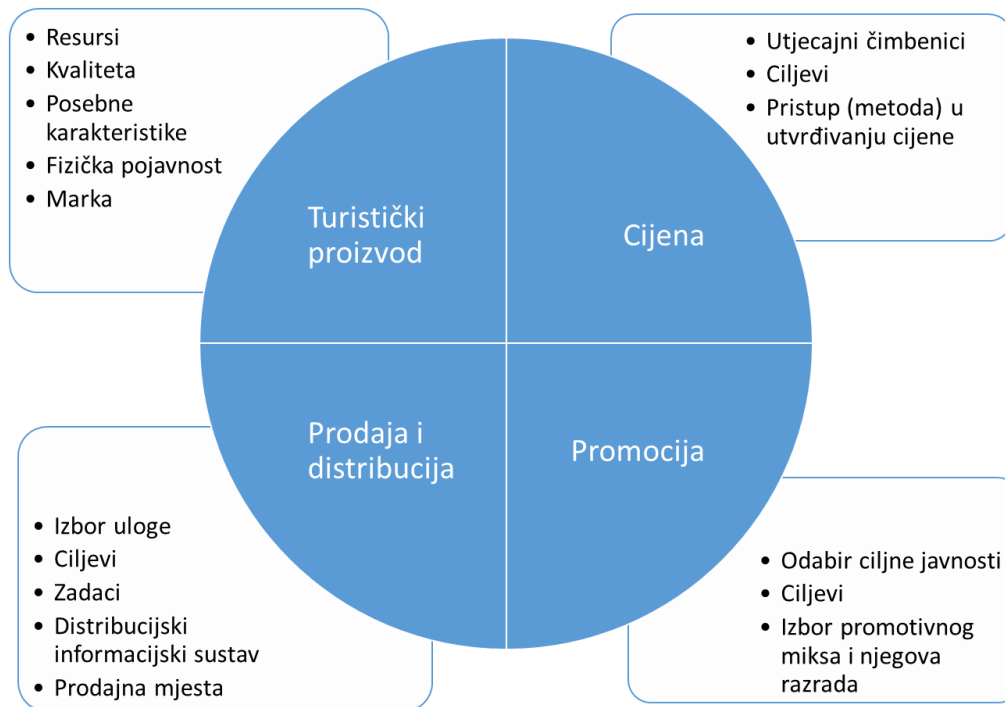 • Resursi
• Kvaliteta
• Posebne
karakteristike
• Fizička pojavnost
• Marka
• Utjecajni čimbenici
• Ciljevi
• Pristup (metoda) u
utvrđivanju cijene
Turistički
proizvod
Cijena
Prodaja i
distribucija
Promocija
• Izbor uloge
• Ciljevi
• Zadaci
• Distribucijski
informacijski sustav
• Prodajna mjesta
• Odabir ciljne javnosti
• Ciljevi
• Izbor promotivnog
miksa i njegova
razrada